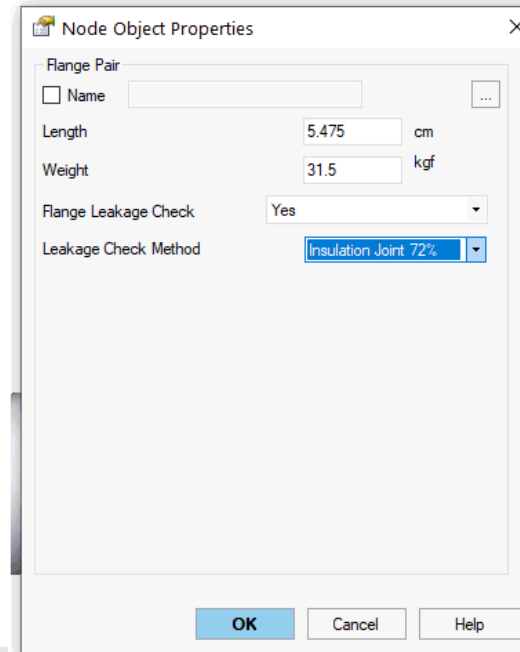 Node Object Properties
Flange Pair
Name
...
Length 5.475 cm
Weight 31.5 kgf
Flange Leakage Check Yes
Leakage Check Method Insulation Joint 72%
OK Cancel Help